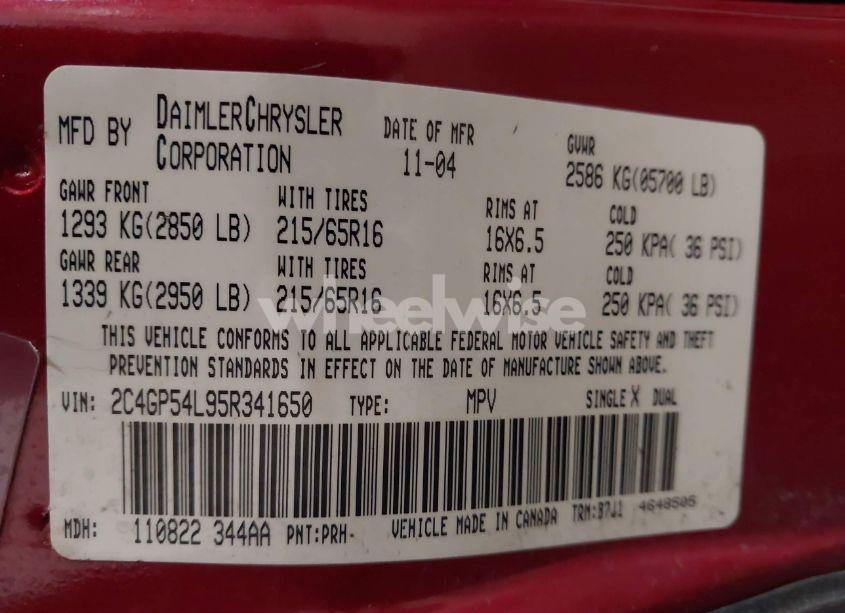 MFD BY DAIMLERCHRYSLER CORPORATION DATE OF MFR 11-04 GVWR 2586 KG(05700 LB)
GAWR FRONT WITH TIRES RIMS AT COLD
1293 KG(2850 LB) 215/65R16 16X6.5 250 KPA( 36 PSI)
GAWR REAR WITH TIRES RIMS AT COLD
1339 KG(2950 LB) 215/65R16 16X6.5 250 KPA( 36 PSI)
wheelwise
THIS VEHICLE CONFORMS TO ALL APPLICABLE FEDERAL MOTOR VEHICLE SAFETY AND THEFT
PREVENTION STANDARDS IN EFFECT ON THE DATE OF MANUFACTURE SHOWN ABOVE.
VIN: 2C4GP54L95R341650 TYPE: MPV SINGLE X DUAL
MDH: 110822 344AA PNT:PRH- VEHICLE MADE IN CANADA TRM:B7J1 4648505